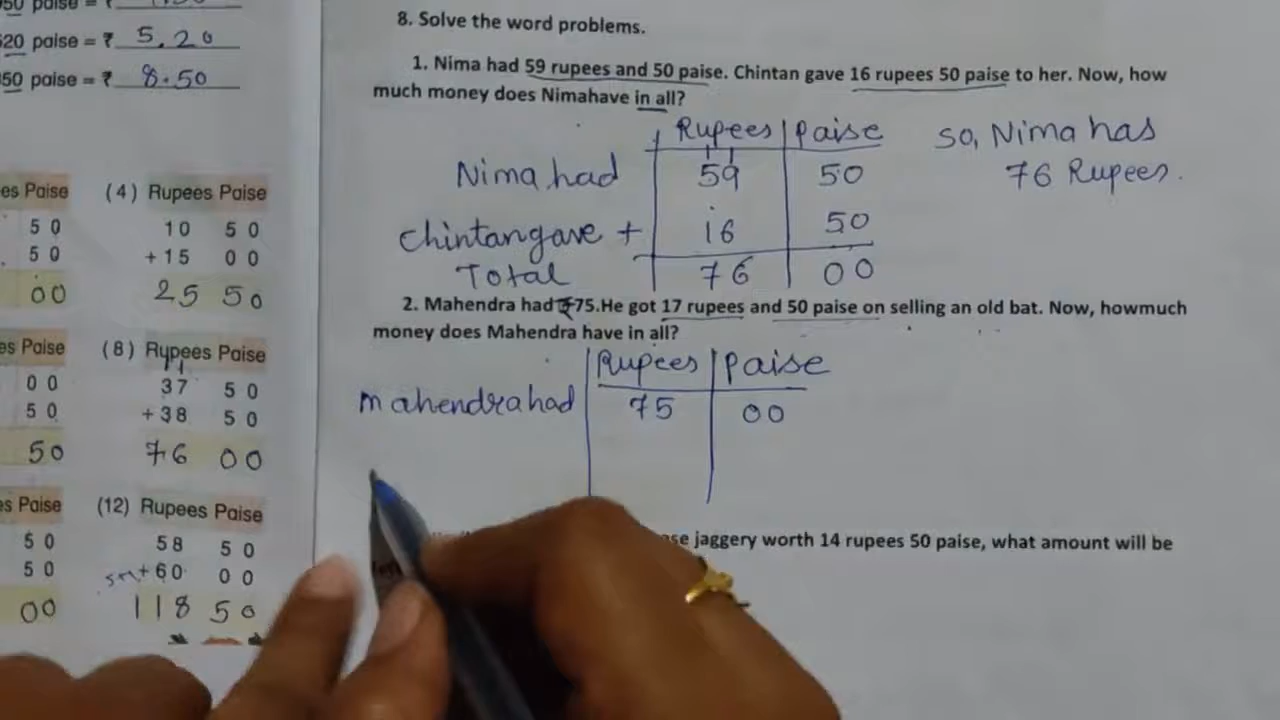 50 paise = ₹
520 paise = ₹ 5.20
850 paise = ₹ 8.50
es Paise
50
50
00
(4) Rupees Paise
10 50
+15 00
25 50
es Paise
00
50
50
(8) Rupees Paise
11
37 50
+38 50
76 00
s Paise
50
50
00
(12) Rupees Paise
58 50
+60 00
118 50
8. Solve the word problems.
1. Nima had 59 rupees and 50 paise. Chintan gave 16 rupees 50 paise to her. Now, how
much money does Nimahave in all?
Rupees Paise
11
Nima had 59 50
Chintan gave + 16 50
Total 76 00
So, Nima has
76 Rupees.
2. Mahendra had ₹75.He got 17 rupees and 50 paise on selling an old bat. Now, howmuch
money does Mahendra have in all?
Rupees Paise
mahendra had 75 00
jaggery worth 14 rupees 50 paise, what amount will be